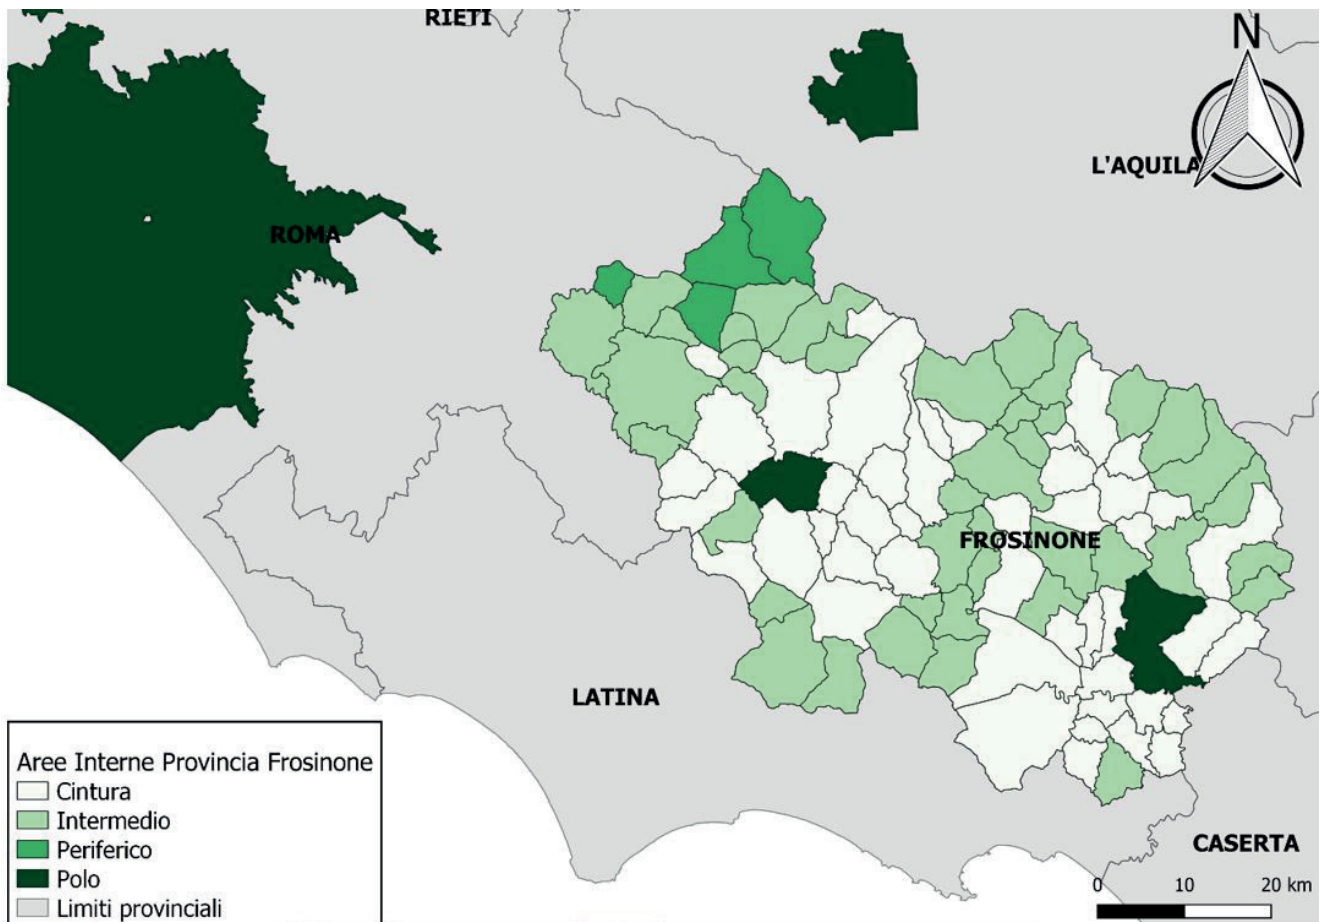 RIETI
N
L'AQUILA
ROMA
FROSINONE
LATINA
CASERTA
Aree Interne Provincia Frosinone
Cintura
Intermedio
Periferico
Polo
Limiti provinciali
0 10 20 km